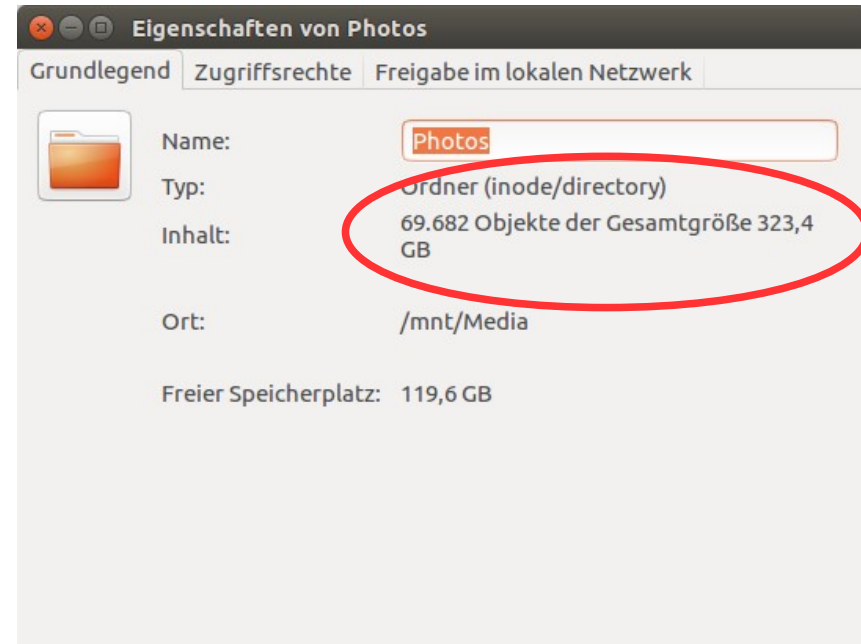 Eigenschaften von Photos
Grundlegend Zugriffsrechte Freigabe im lokalen Netzwerk
Name: Photos
Typ: Ordner (inode/directory)
Inhalt: 69.682 Objekte der Gesamtgröße 323,4
GB
Ort: /mnt/Media
Freier Speicherplatz: 119,6 GB